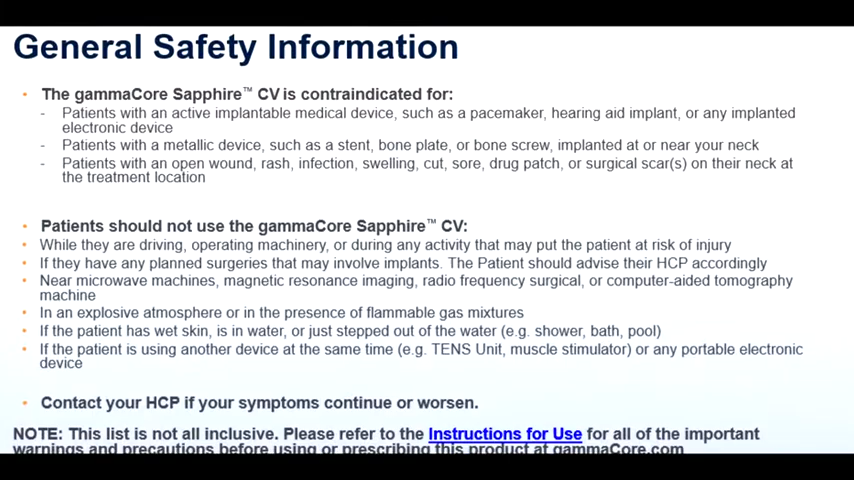 General Safety Information
• The gammaCore Sapphire™ CV is contraindicated for:
- Patients with an active implantable medical device, such as a pacemaker, hearing aid implant, or any implanted
electronic device
- Patients with a metallic device, such as a stent, bone plate, or bone screw, implanted at or near your neck
- Patients with an open wound, rash, infection, swelling, cut, sore, drug patch, or surgical scar(s) on their neck at
the treatment location
• Patients should not use the gammaCore Sapphire™ CV:
• While they are driving, operating machinery, or during any activity that may put the patient at risk of injury
• If they have any planned surgeries that may involve implants. The Patient should advise their HCP accordingly
• Near microwave machines, magnetic resonance imaging, radio frequency surgical, or computer-aided tomography
machine
• In an explosive atmosphere or in the presence of flammable gas mixtures
• If the patient has wet skin, is in water, or just stepped out of the water (e.g. shower, bath, pool)
• If the patient is using another device at the same time (e.g. TENS Unit, muscle stimulator) or any portable electronic
device
• Contact your HCP if your symptoms continue or worsen.
NOTE: This list is not all inclusive. Please refer to the Instructions for Use for all of the important
warnings and precautions before using or prescribing this product at gammaCore.com